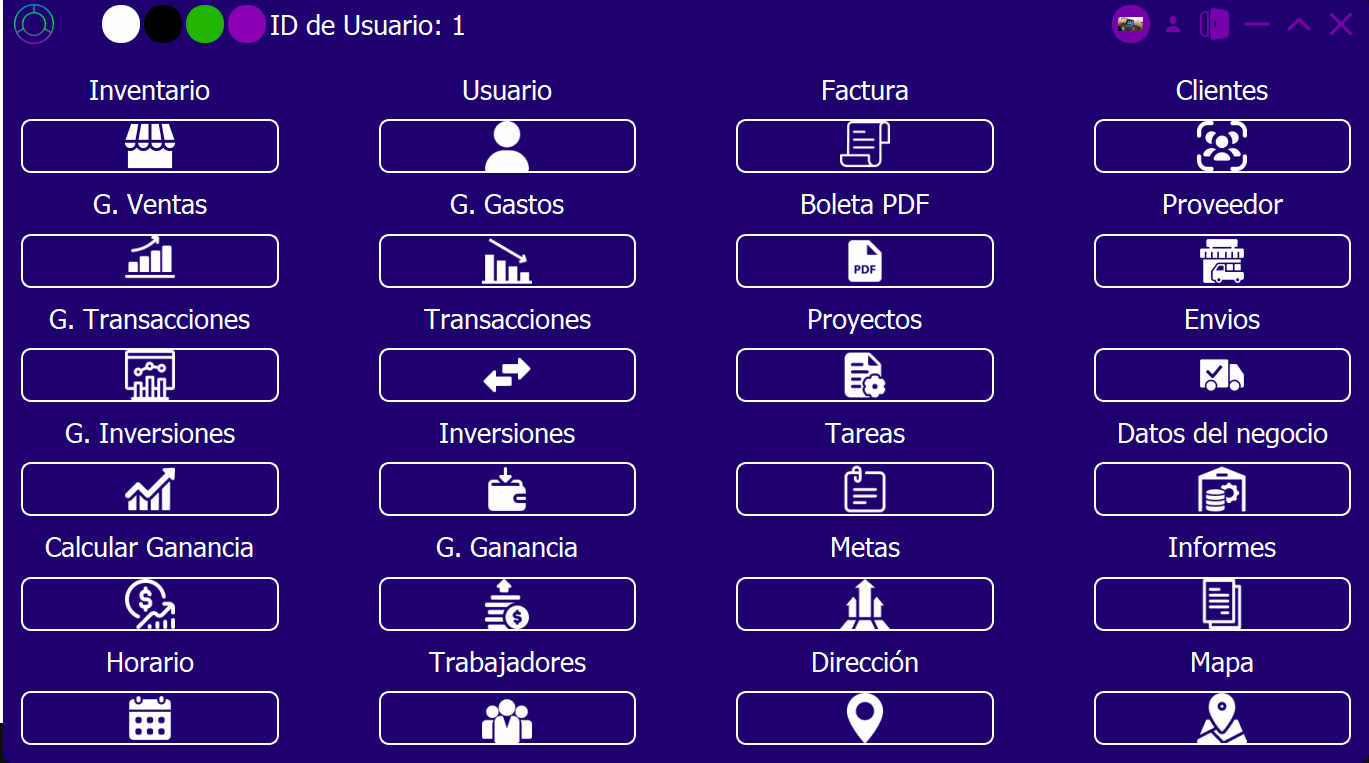 ID de Usuario: 1
Inventario
Usuario
Factura
Clientes
G. Ventas
G. Gastos
Boleta PDF
Proveedor
PDF
G. Transacciones
Transacciones
Proyectos
Envios
G. Inversiones
Inversiones
Tareas
Datos del negocio
Calcular Ganancia
G. Ganancia
Metas
Informes
$
$
Horario
Trabajadores
Dirección
Mapa